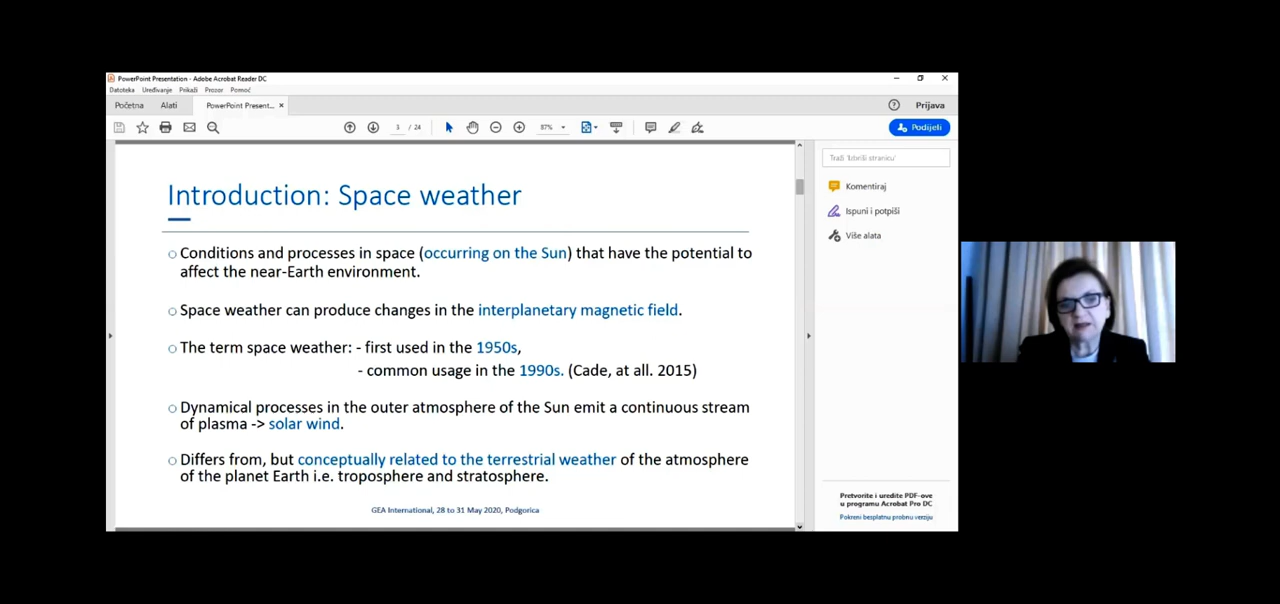 PowerPoint Presentation - Adobe Acrobat Reader DC
Datoteka Uređivanje Prikaži Prozor Pomoć
Početna Alati PowerPoint Present... × Prijava
3 / 24 87% Podijeli
Introduction: Space weather
Conditions and processes in space (occurring on the Sun) that have the potential to
affect the near-Earth environment.
Space weather can produce changes in the interplanetary magnetic field.
The term space weather: - first used in the 1950s,
- common usage in the 1990s. (Cade, at all. 2015)
Dynamical processes in the outer atmosphere of the Sun emit a continuous stream
of plasma -> solar wind.
Differs from, but conceptually related to the terrestrial weather of the atmosphere
of the planet Earth i.e. troposphere and stratosphere.
GEA International, 28 to 31 May 2020, Podgorica
Traži 'Izbriši stranicu'
Komentiraj
Ispuni i potpiši
Više alata
Pretvorite i uredite PDF-ove
u programu Acrobat Pro DC
Pokreni besplatnu probnu verziju